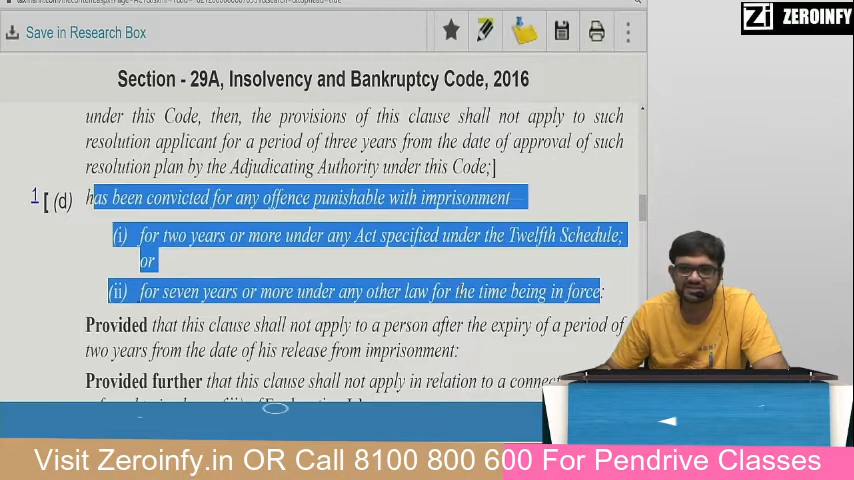 Save in Research Box
Zi ZEROINFY
Section - 29A, Insolvency and Bankruptcy Code, 2016
under this Code, then, the provisions of this clause shall not apply to such
resolution applicant for a period of three years from the date of approval of such
resolution plan by the Adjudicating Authority under this Code;]
1[ (d) has been convicted for any offence punishable with imprisonment—
(i) for two years or more under any Act specified under the Twelfth Schedule;
or
(ii) for seven years or more under any other law for the time being in force:
Provided that this clause shall not apply to a person after the expiry of a period of
two years from the date of his release from imprisonment:
Provided further that this clause shall not apply in relation to a connect
Visit Zeroinfy.in OR Call 8100 800 600 For Pendrive Classes